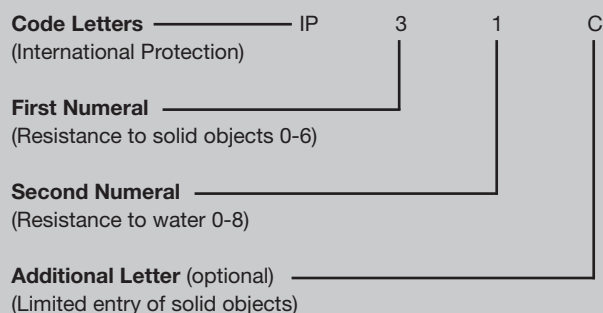 Code Letters IP 3 1 C
(International Protection)
First Numeral
(Resistance to solid objects 0-6)
Second Numeral
(Resistance to water 0-8)
Additional Letter (optional)
(Limited entry of solid objects)